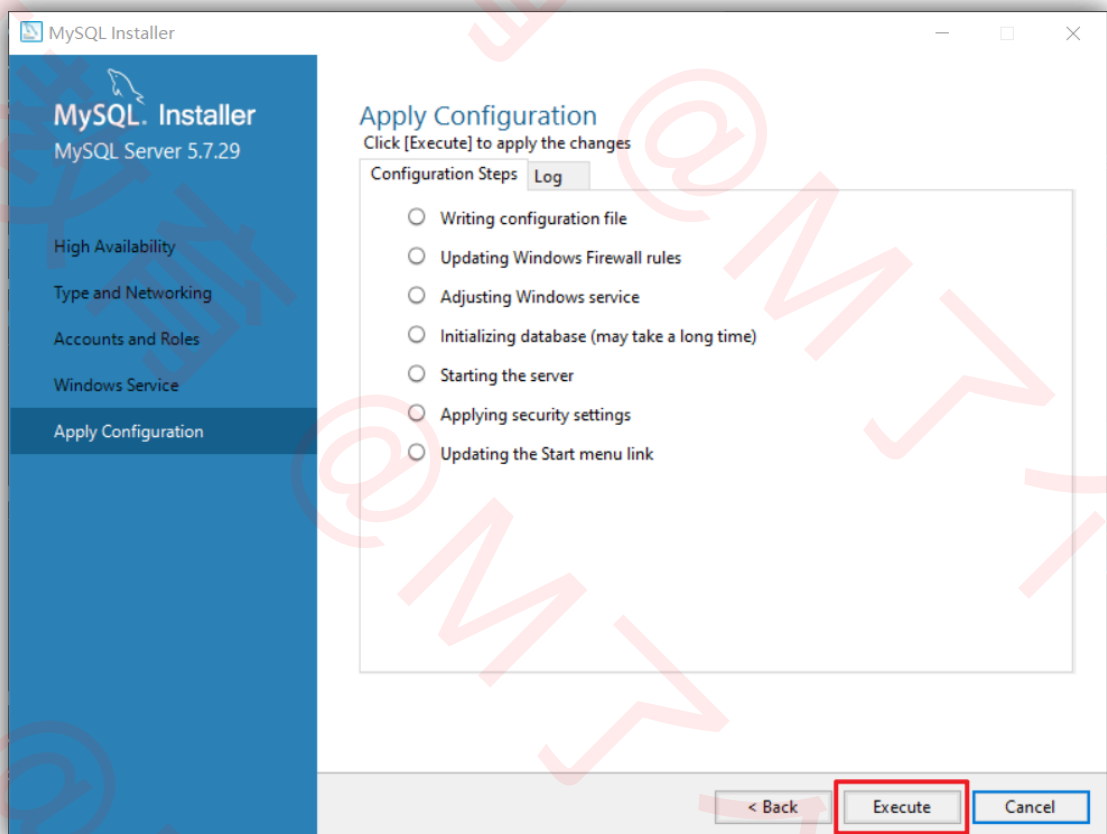 MySQL Installer
MySQL. Installer
MySQL Server 5.7.29
High Availability
Type and Networking
Accounts and Roles
Windows Service
Apply Configuration
Apply Configuration
Click [Execute] to apply the changes
Configuration Steps
Log
Writing configuration file
Updating Windows Firewall rules
Adjusting Windows service
Initializing database (may take a long time)
Starting the server
Applying security settings
Updating the Start menu link
< Back
Execute
Cancel